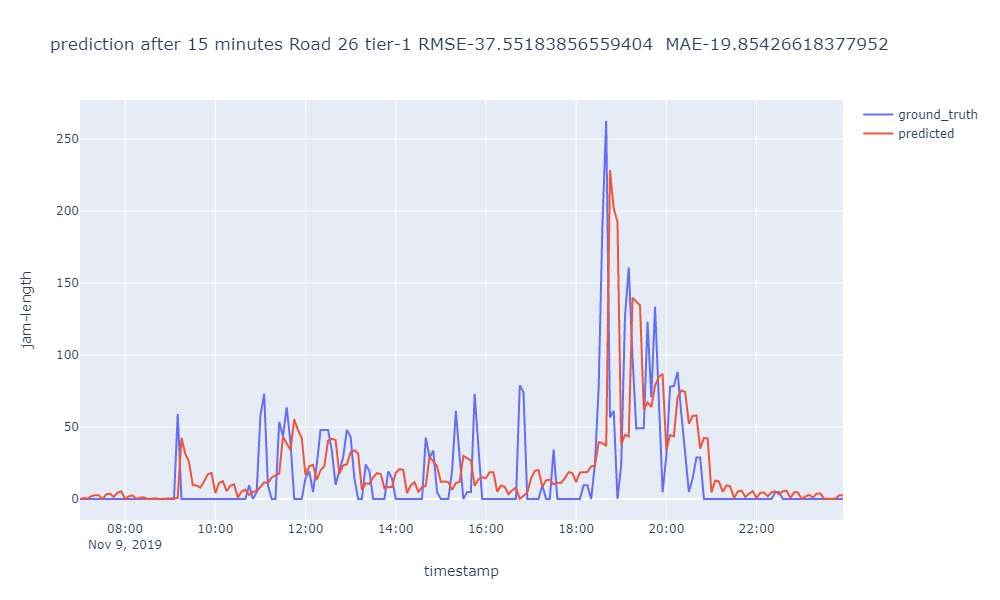 prediction after 15 minutes Road 26 tier-1 RMSE-37.55183856559404  MAE-19.85426618377952
ground_truth
predicted
250
200
150
100
50
0
jam-length
08:00 10:00 12:00 14:00 16:00 18:00 20:00 22:00
Nov 9, 2019
timestamp